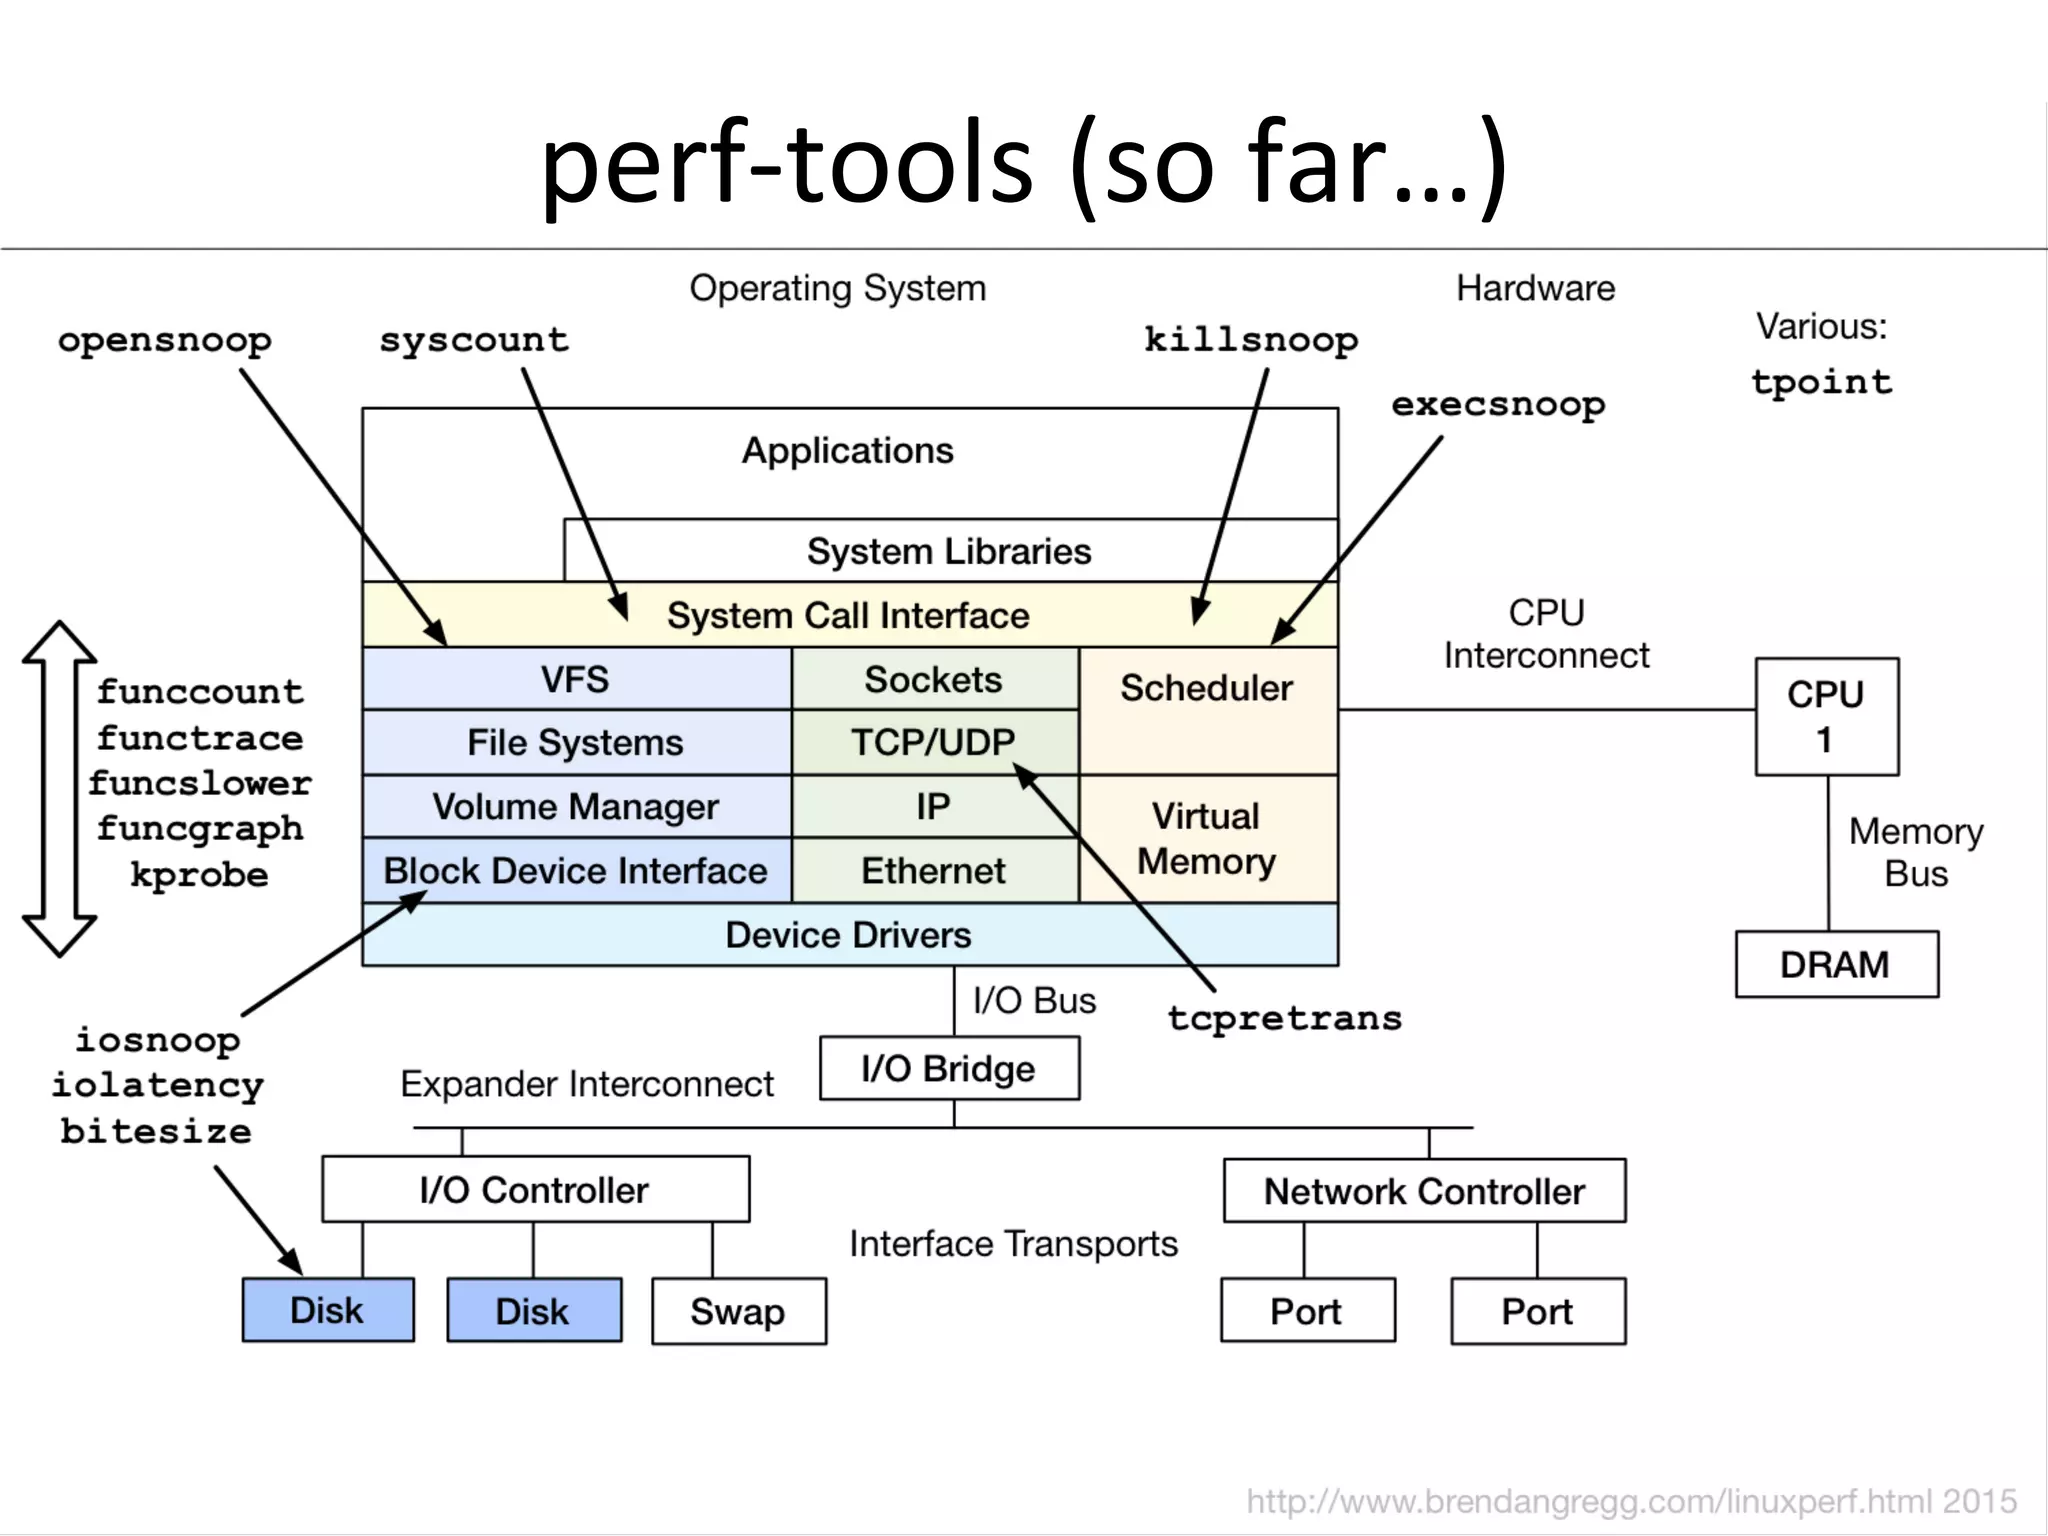 perf-tools (so far…)
Operating System
Hardware
Various:
tpoint
opensnoop
syscount
killsnoop
execsnoop
Applications
System Libraries
System Call Interface
VFS
Sockets
Scheduler
File Systems
TCP/UDP
Volume Manager
IP
Virtual
Memory
Block Device Interface
Ethernet
Device Drivers
CPU
Interconnect
CPU
1
Memory
Bus
DRAM
funccount
functrace
funcslower
funcgraph
kprobe
iosnoop
iolatency
bitesize
I/O Bus
tcpretrans
I/O Bridge
Expander Interconnect
I/O Controller
Network Controller
Interface Transports
Disk
Disk
Swap
Port
Port
http://www.brendangregg.com/linuxperf.html 2015